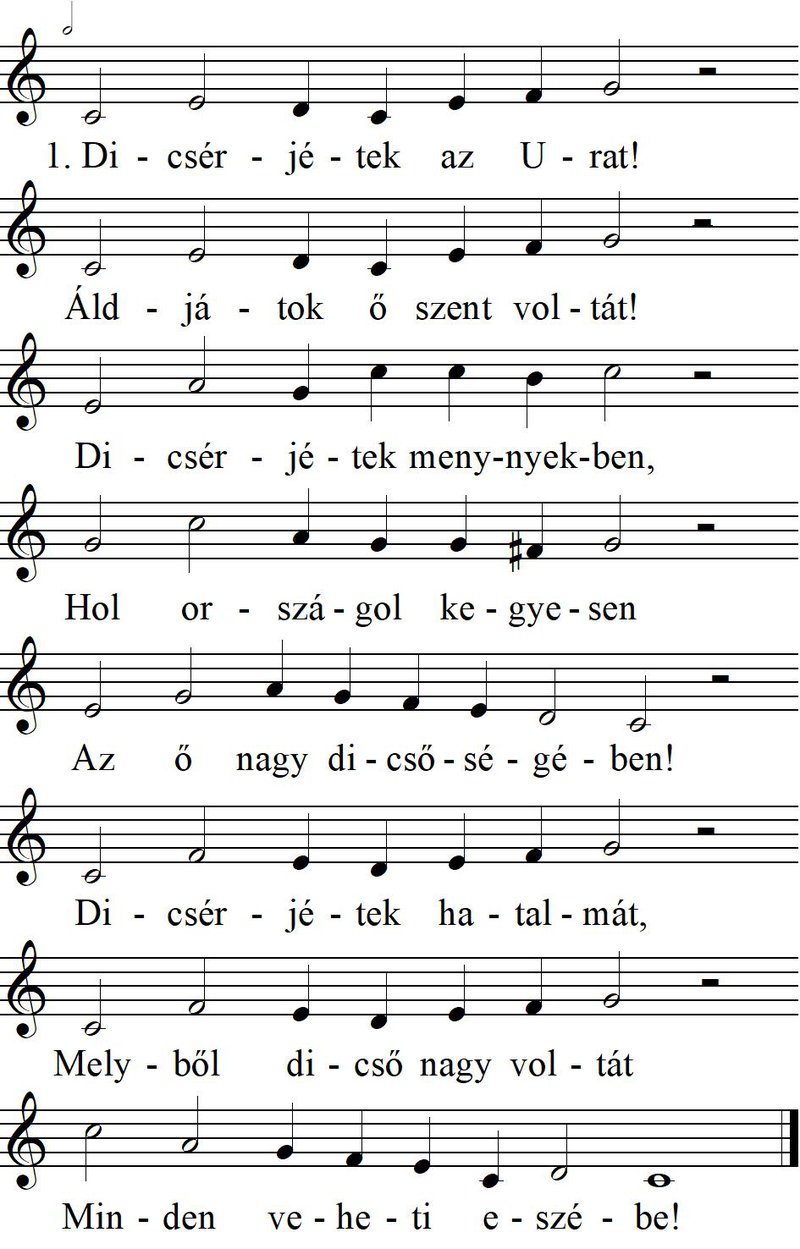 1. Di - csér - jé - tek az U - rat!
Áld - já - tok ő szent vol - tát!
Di - csér - jé - tek meny-nyek-ben,
Hol or - szá - gol ke - gye - sen
Az ő nagy di - cső - sé - gé - ben!
Di - csér - jé - tek ha - tal - mát,
Mely - ből di - cső nagy vol - tát
Min - den ve - he - ti e - szé - be!